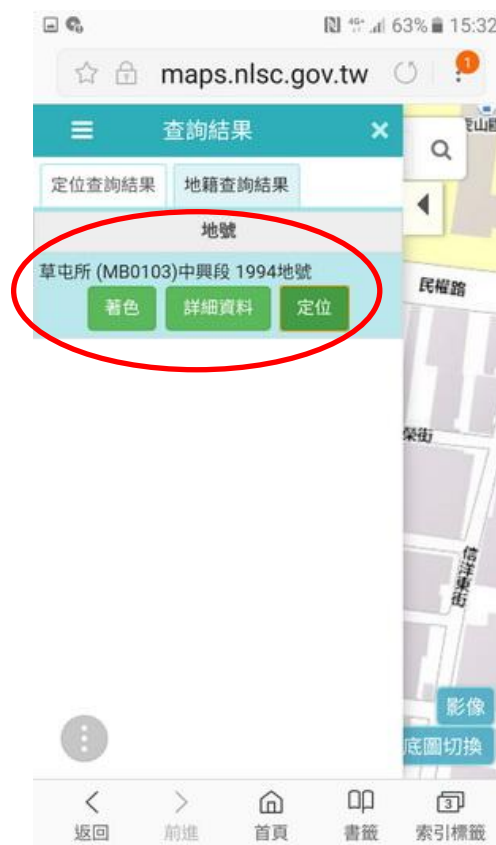 4G+ 63% 15:32
maps.nlsc.gov.tw
1
查詢結果
定位查詢結果 地籍查詢結果
地號
草屯所 (MB0103)中興段 1994地號
著色 詳細資料 定位
民權路
榮街
信洋東街
影像
底圖切換
3
返回 前進 首頁 書籤 索引標籤